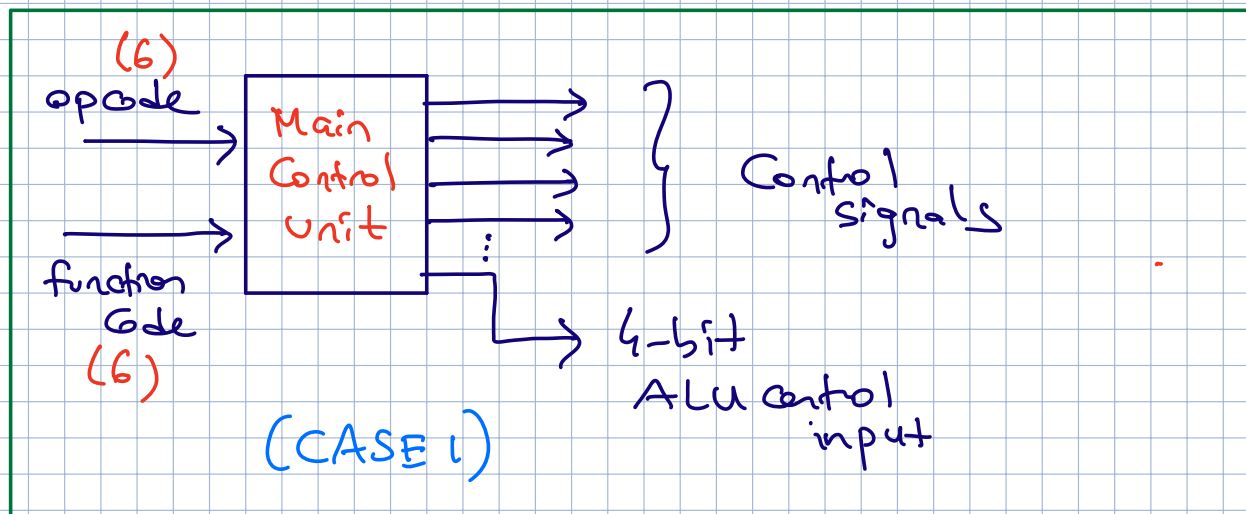 (6)
opcode
Main
Control
unit
function
Code
(6)
Control
signals
4-bit
ALU control
input
(CASE 1)